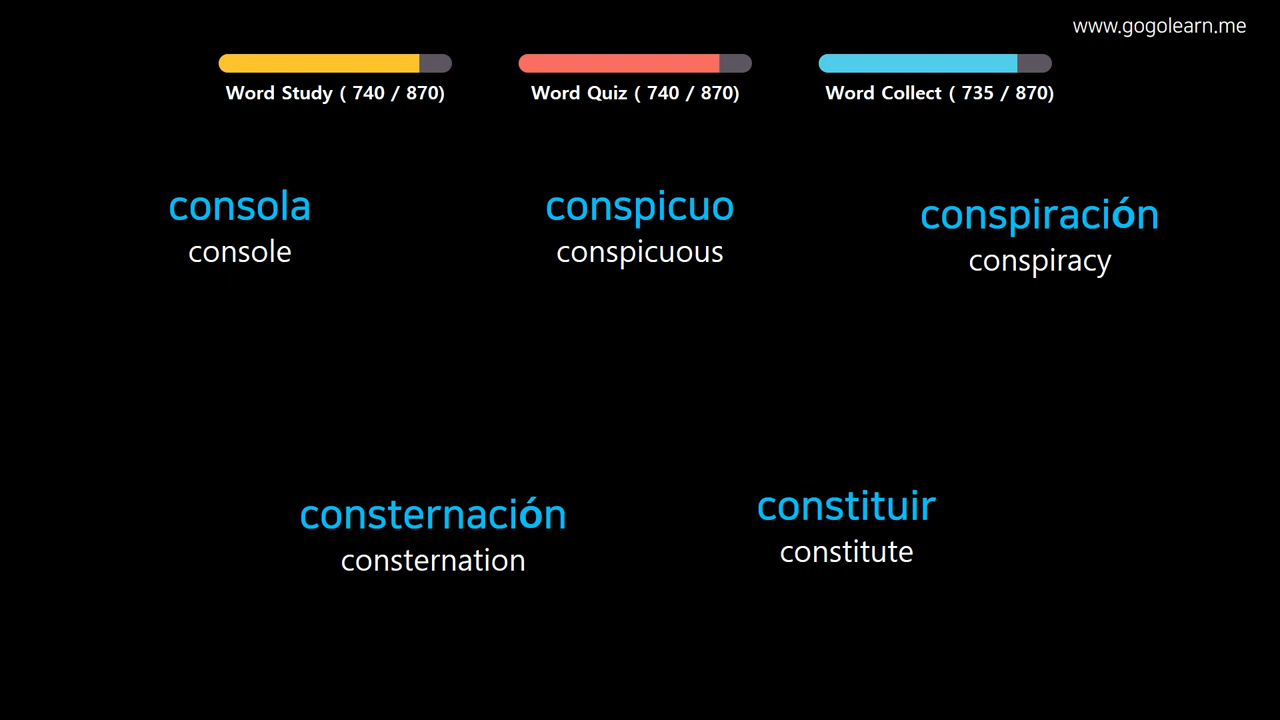 www.gogolearn.me
Word Study ( 740 / 870)
Word Quiz ( 740 / 870)
Word Collect ( 735 / 870)
consola
console
conspicuo
conspicuous
conspiración
conspiracy
consternación
consternation
constituir
constitute